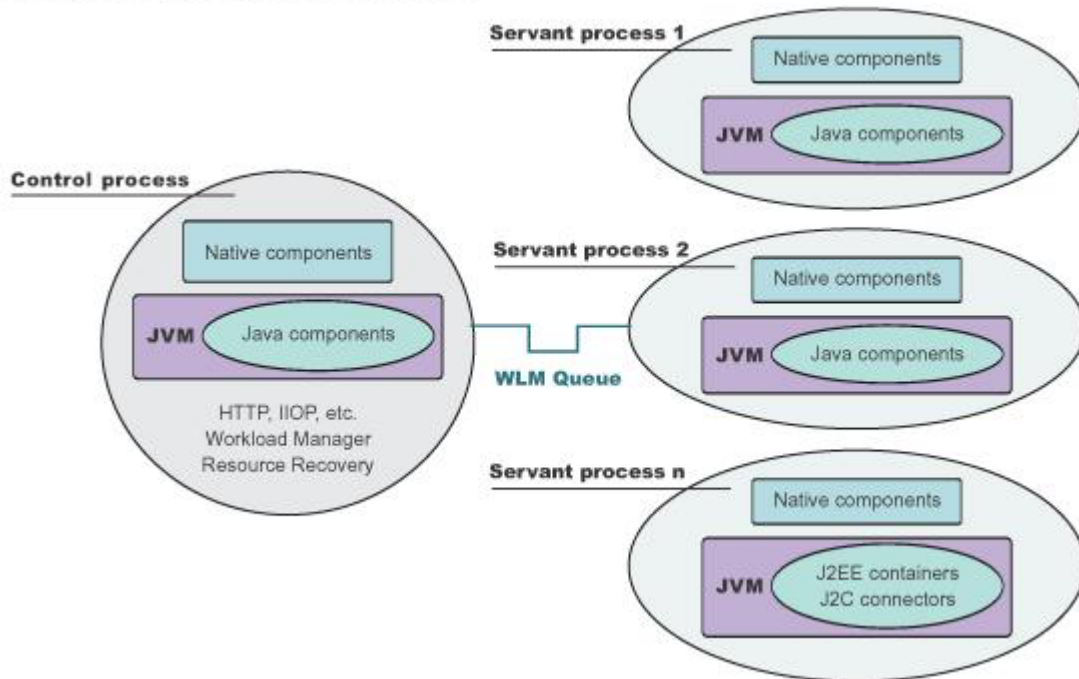 Servant process 1
Native components
JVM
Java components
Control process
Native components
JVM
Java components
HTTP, IIOP, etc.
Workload Manager
Resource Recovery
WLM Queue
Servant process 2
Native components
JVM
Java components
Servant process n
Native components
JVM
J2EE containers
J2C connectors